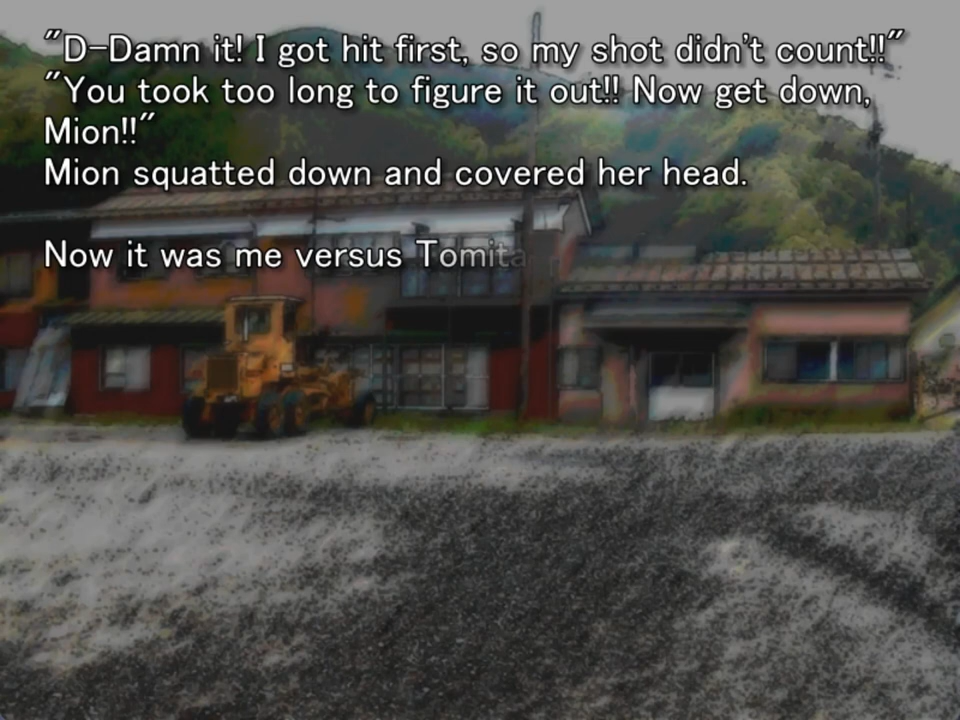 "D-Damn it! I got hit first, so my shot didn't count!!"
"You took too long to figure it out!! Now get down,
Mion!!"
Mion squatted down and covered her head.
Now it was me versus Tomita